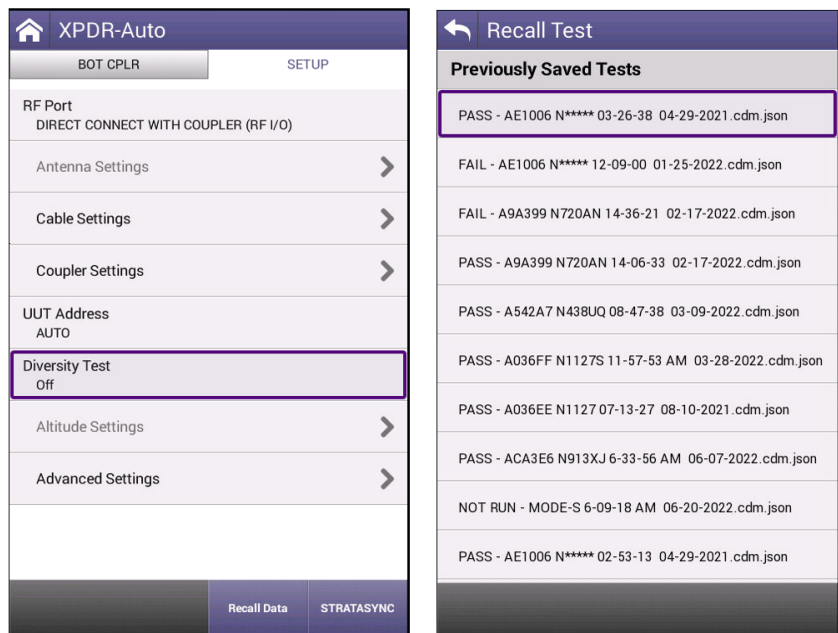 XPDR-Auto
BOT CPLR
SETUP
RF Port
DIRECT CONNECT WITH COUPLER (RF I/O)
Antenna Settings
Cable Settings
Coupler Settings
UUT Address
AUTO
Diversity Test
Off
Altitude Settings
Advanced Settings
Recall Data
STRATASYNC
Recall Test
Previously Saved Tests
PASS - AE1006 N***** 03-26-38 04-29-2021.cdm.json
FAIL - AE1006 N***** 12-09-00 01-25-2022.cdm.json
FAIL - A9A399 N720AN 14-36-21 02-17-2022.cdm.json
PASS - A9A399 N720AN 14-06-33 02-17-2022.cdm.json
PASS - A542A7 N438UQ 08-47-38 03-09-2022.cdm.json
PASS - A036FF N1127S 11-57-53 AM 03-28-2022.cdm.json
PASS - A036EE N1127 07-13-27 08-10-2021.cdm.json
PASS - ACA3E6 N913XJ 6-33-56 AM 06-07-2022.cdm.json
NOT RUN - MODE-S 6-09-18 AM 06-20-2022.cdm.json
PASS - AE1006 N***** 02-53-13 04-29-2021.cdm.json